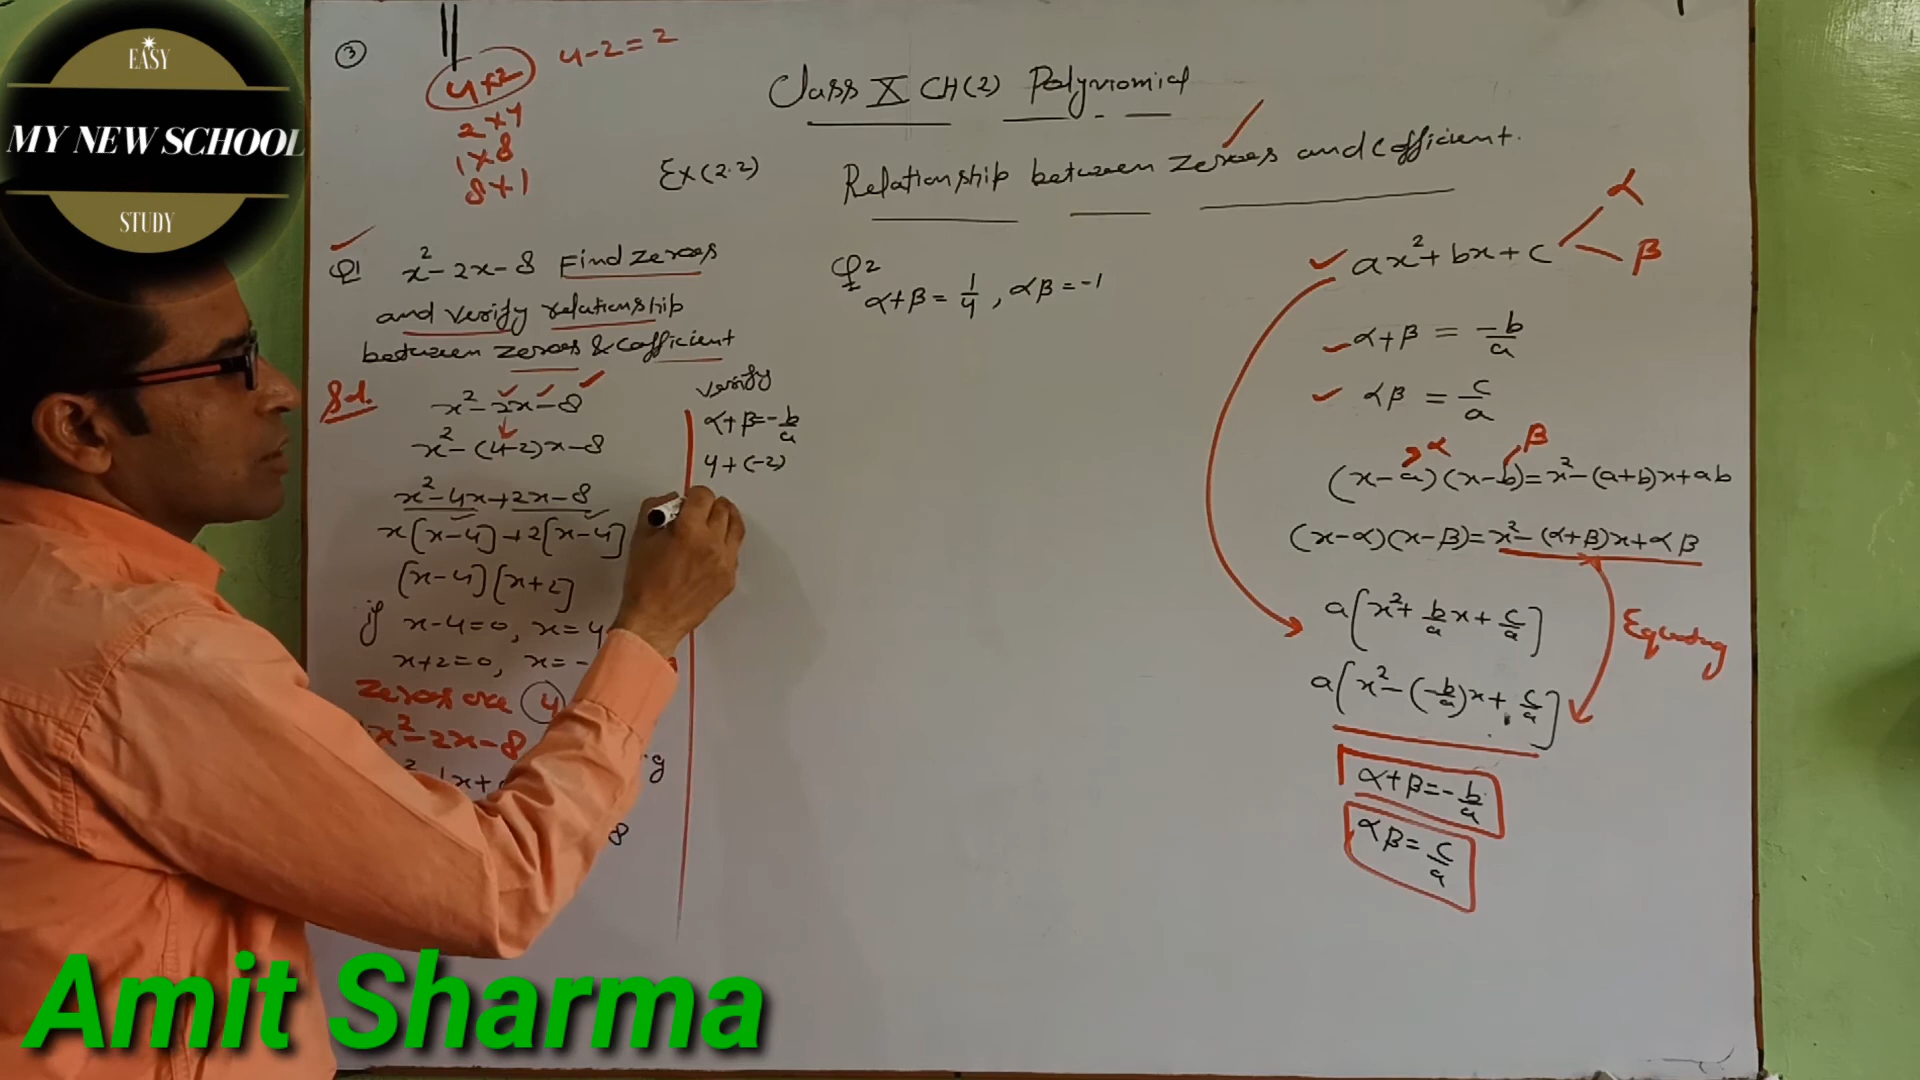 EASY
MY NEW SCHOOL
STUDY
3
4×2
4-2=2
2×4
1×8
8×1
Class X CH(2) Polynomial
Ex(2.2)
Relationship between zeroes and Cofficient.
Q1 x²-2x-8 Find zeroes
and verify relationship
between zeroes & cofficient
Sol.
x²-2x-8
x²-(4-2)x-8
x²-4x+2x-8
x[x-4]+2[x-4]
[x-4][x+2]
if x-4=0, x=4
x+2=0, x=-
zeroes are 4
x²-2x-8
8
verify
α+β=-b/a
4+(-2)
Q2
α+β=1/4, αβ=-1
ax²+bx+c
α
β
α+β = -b/a
αβ = c/a
α β
(x-a)(x-b)=x²-(a+b)x+ab
(x-α)(x-β)=x²-(α+β)x+αβ
a[x²+b/a x+c/a]
Equating
a[x²-(-b/a)x+c/a]
α+β=-b/a
αβ=c/a
Amit Sharma